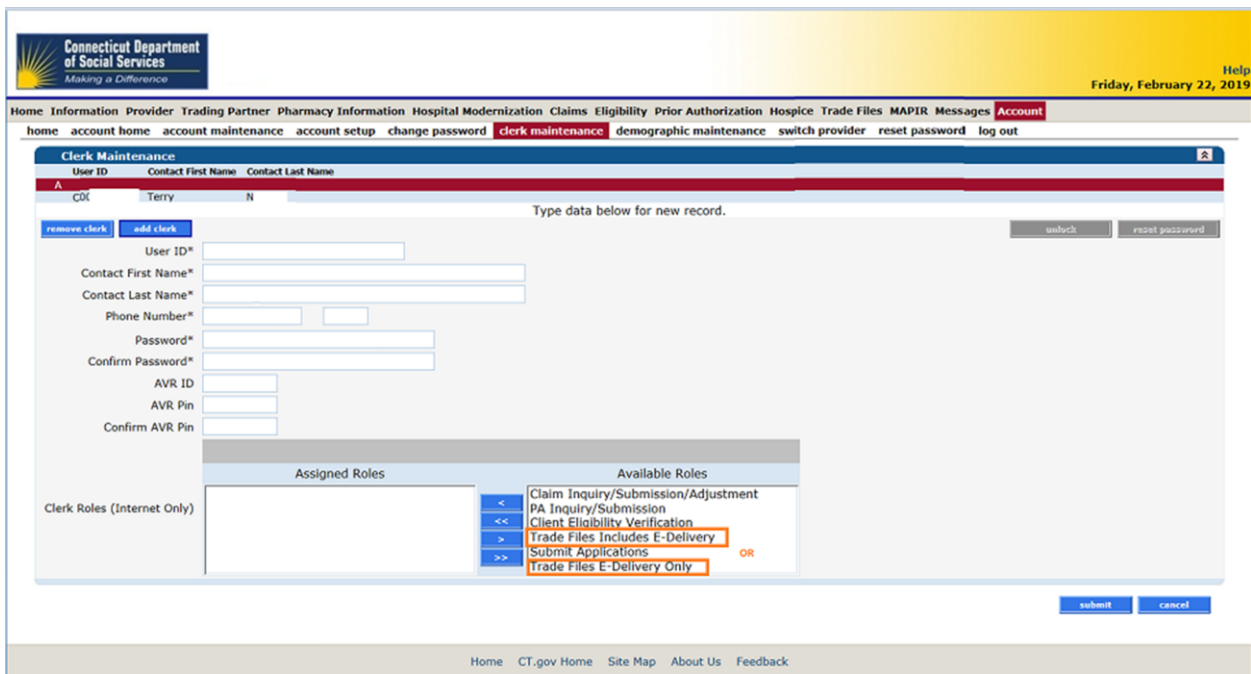 Connecticut Department
of Social Services
Making a Difference
Help
Friday, February 22, 2019
Home Information Provider Trading Partner Pharmacy Information Hospital Modernization Claims Eligibility Prior Authorization Hospice Trade Files MAPIR Messages Account
home account home account maintenance account setup change password clerk maintenance demographic maintenance switch provider reset password log out
Clerk Maintenance
User ID Contact First Name Contact Last Name
A
Terry N
Type data below for new record.
remove clerk add clerk unlock reset password
User ID*
Contact First Name*
Contact Last Name*
Phone Number*
Password*
Confirm Password*
AVR ID
AVR Pin
Confirm AVR Pin
Assigned Roles Available Roles
Clerk Roles (Internet Only)
< Claim Inquiry/Submission/Adjustment
PA Inquiry/Submission
<< Client Eligibility Verification
> Trade Files Includes E-Delivery
Submit Applications OR
>> Trade Files E-Delivery Only
submit cancel
Home CT.gov Home Site Map About Us Feedback